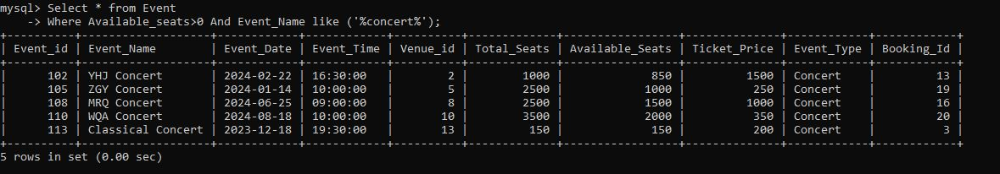 mysql> Select * from Event
    -> Where Available_seats>0 And Event_Name like ('%concert%');
+----------+-------------------+------------+------------+----------+-------------+-----------------+--------------+------------+------------+
| Event_id | Event_Name        | Event_Date | Event_Time | Venue_id | Total_Seats | Available_Seats | Ticket_Price | Event_Type | Booking_Id |
+----------+-------------------+------------+------------+----------+-------------+-----------------+--------------+------------+------------+
|      102 | YHJ Concert       | 2024-02-22 | 16:30:00   |        2 |        1000 |             850 |         1500 | Concert    |         13 |
|      105 | ZGY Concert       | 2024-01-14 | 10:00:00   |        5 |        2500 |            1000 |          250 | Concert    |         19 |
|      108 | MRQ Concert       | 2024-06-25 | 09:00:00   |        8 |        2500 |            1500 |         1000 | Concert    |         16 |
|      110 | WQA Concert       | 2024-08-18 | 10:00:00   |       10 |        3500 |            2000 |          350 | Concert    |         20 |
|      113 | Classical Concert | 2023-12-18 | 19:30:00   |       13 |         150 |             150 |          200 | Concert    |          3 |
+----------+-------------------+------------+------------+----------+-------------+-----------------+--------------+------------+------------+
5 rows in set (0.00 sec)